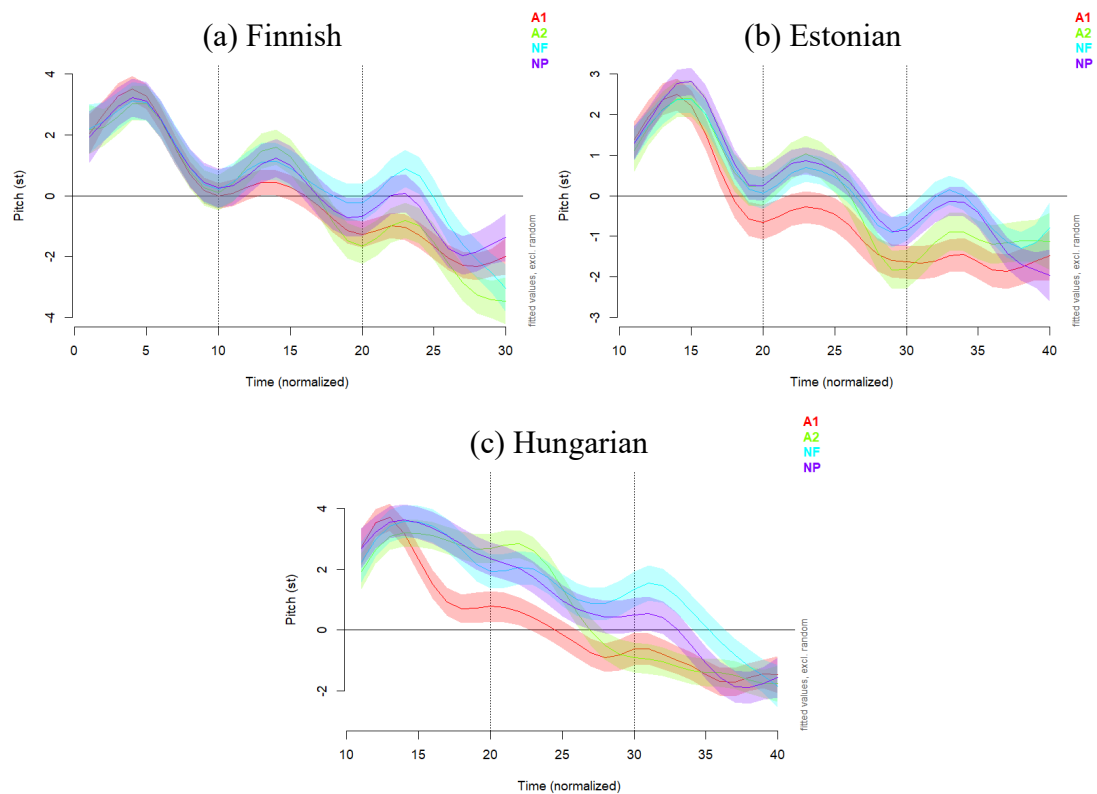 (a) Finnish
A1
A2
NF
NP
4
2
0
-2
-4
Pitch (st)
0
5
10
15
20
25
30
Time (normalized)
fitted values, excl. random
(b) Estonian
A1
A2
NF
NP
3
1
0
-1
-3
Pitch (st)
10
15
20
25
30
35
40
Time (normalized)
fitted values, excl. random
(c) Hungarian
A1
A2
NF
NP
4
2
0
-2
Pitch (st)
10
15
20
25
30
35
40
Time (normalized)
fitted values, excl. random